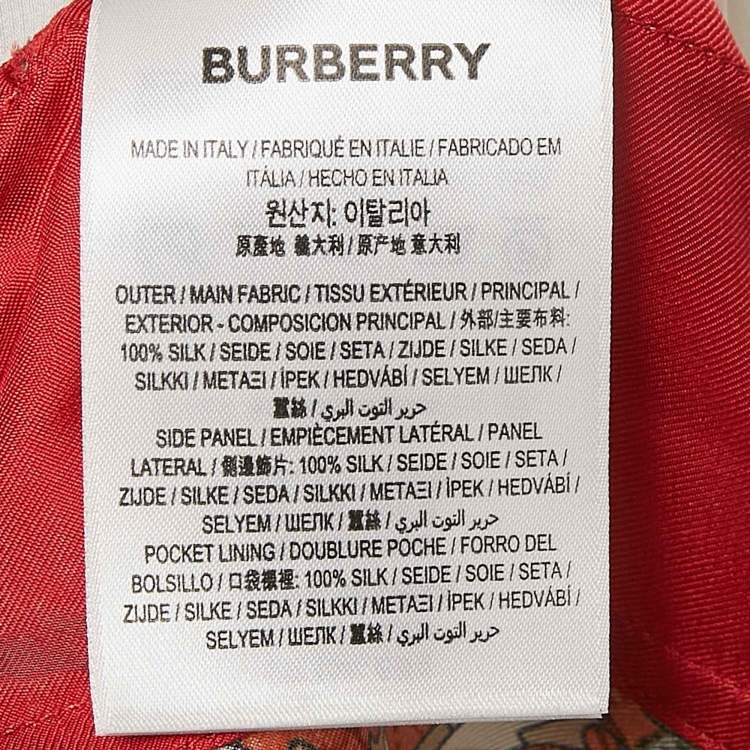 BURBERRY
MADE IN ITALY / FABRIQUÉ EN ITALIE / FABRICADO EM
ITÁLIA / HECHO EN ITALIA
원산지: 이탈리아
原產地 義大利 / 原产地 意大利
OUTER / MAIN FABRIC / TISSU EXTÉRIEUR / PRINCIPAL /
EXTERIOR - COMPOSICION PRINCIPAL / 外部/主要布料:
100% SILK / SEIDE / SOIE / SETA / ZIJDE / SILKE / SEDA /
SILKKI / ΜΕΤΑΞΙ / İPEK / HEDVÁBÍ / SELYEM / ШЕЛК /
蠶絲 / حرير التوت البري
SIDE PANEL / EMPIÈCEMENT LATÉRAL / PANEL
LATERAL / 側邊飾片: 100% SILK / SEIDE / SOIE / SETA /
ZIJDE / SILKE / SEDA / SILKKI / ΜΕΤΑΞΙ / İPEK / HEDVÁBÍ /
SELYEM / ШЕЛК / 蠶絲 / حرير التوت البري
POCKET LINING / DOUBLURE POCHE / FORRO DEL
BOLSILLO / 口袋襯裡: 100% SILK / SEIDE / SOIE / SETA /
ZIJDE / SILKE / SEDA / SILKKI / ΜΕΤΑΞΙ / İPEK / HEDVÁBÍ /
SELYEM / ШЕЛК / 蠶絲 / حرير التوت البري